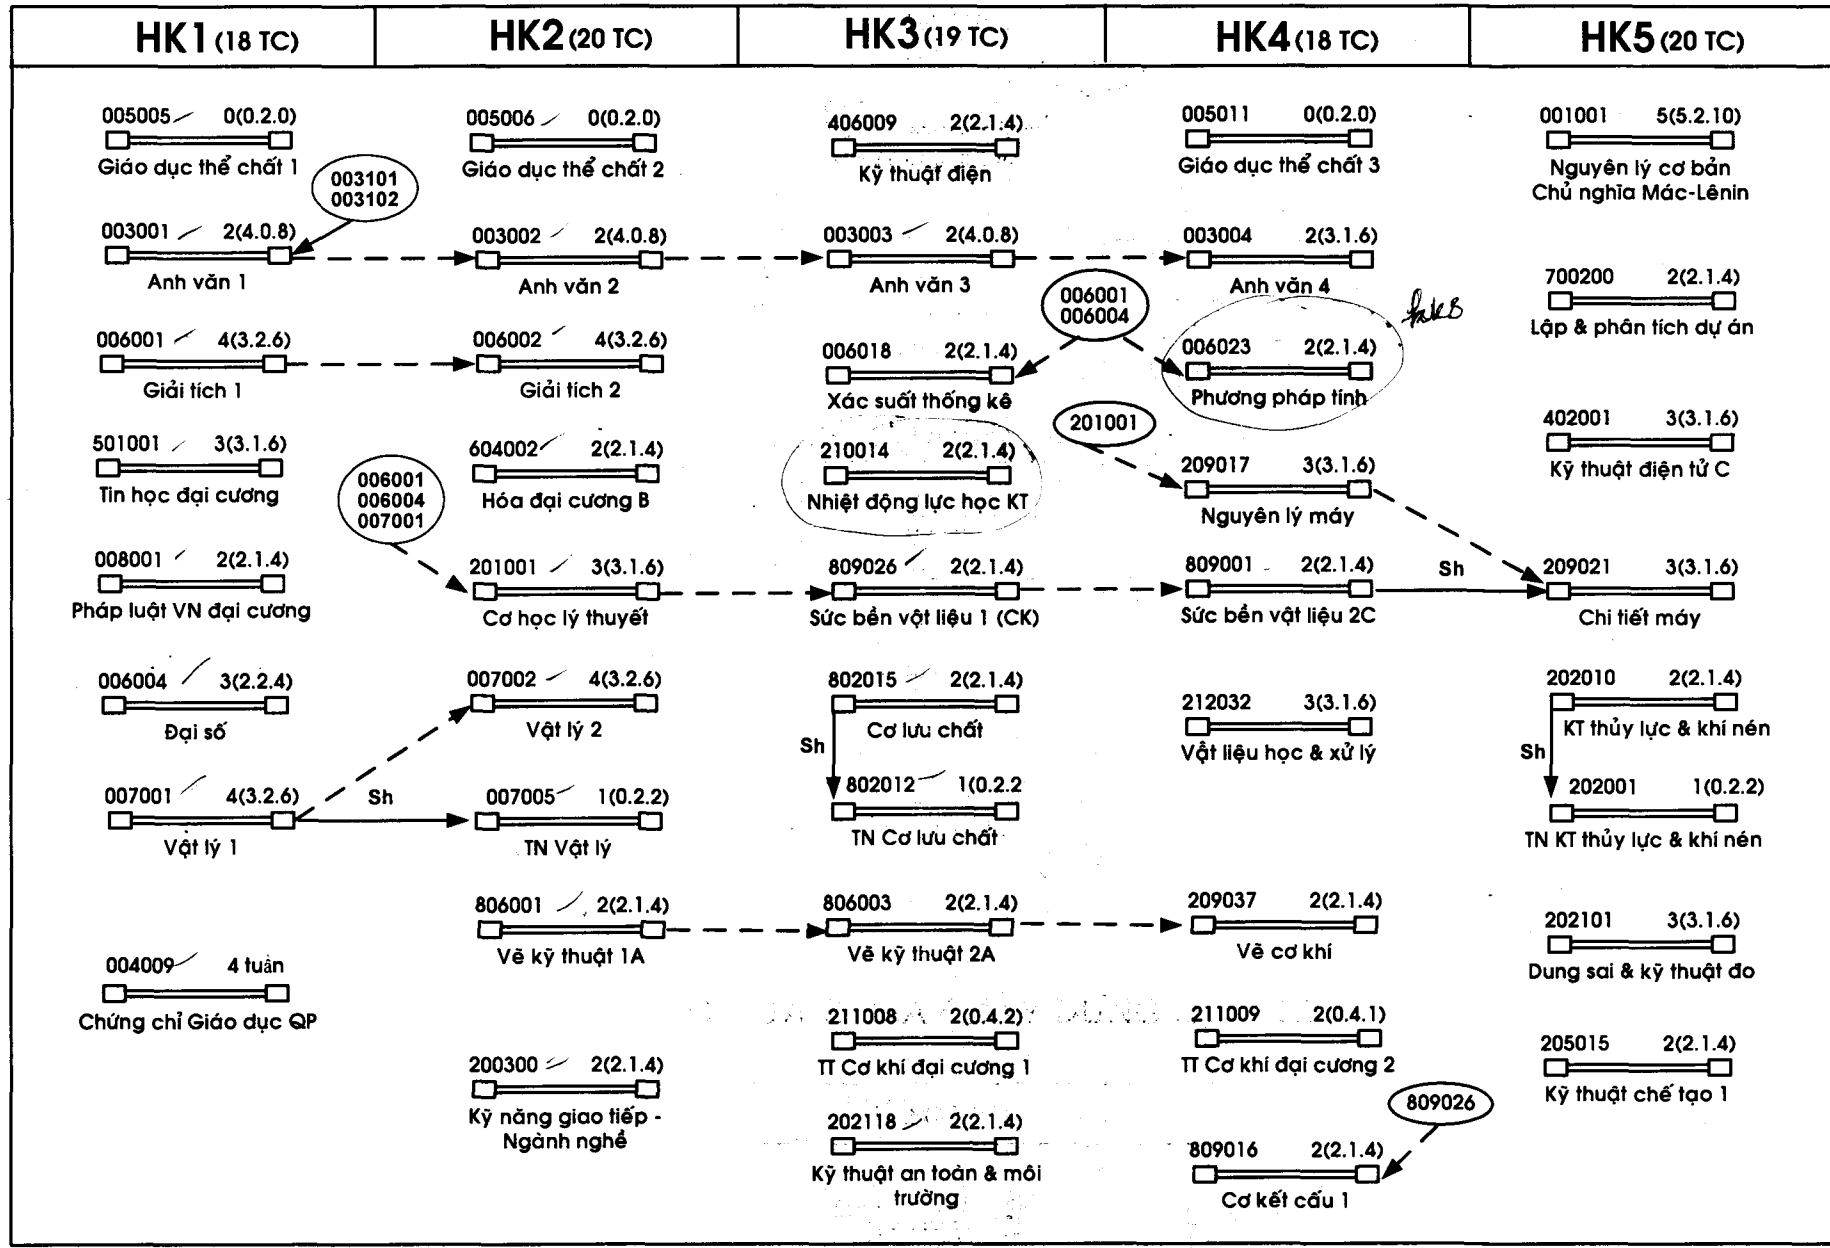 HK1 (18 TC)
005005 0(0.2.0)
Giáo dục thể chất 1
003101
003102
003001 2(4.0.8)
Anh văn 1
006001 4(3.2.6)
Giải tích 1
501001 3(3.1.6)
Tin học đại cương
008001 2(2.1.4)
Pháp luật VN đại cương
006004 3(2.2.4)
Đại số
007001 4(3.2.6)
Vật lý 1
Sh
004009 4 tuần
Chứng chỉ Giáo dục QP
HK2 (20 TC)
005006 0(0.2.0)
Giáo dục thể chất 2
003002 2(4.0.8)
Anh văn 2
006002 4(3.2.6)
Giải tích 2
604002 2(2.1.4)
Hóa đại cương B
006001
006004
007001
201001 3(3.1.6)
Cơ học lý thuyết
007002 4(3.2.6)
Vật lý 2
007005 1(0.2.2)
TN Vật lý
806001 2(2.1.4)
Vẽ kỹ thuật 1A
200300 2(2.1.4)
Kỹ năng giao tiếp -
Ngành nghề
HK3 (19 TC)
406009 2(2.1.4)
Kỹ thuật điện
003003 2(4.0.8)
Anh văn 3
006001
006004
006018 2(2.1.4)
Xác suất thống kê
210014 2(2.1.4)
Nhiệt động lực học KT
809026 2(2.1.4)
Sức bền vật liệu 1 (CK)
802015 2(2.1.4)
Cơ lưu chất
Sh
802012 1(0.2.2
TN Cơ lưu chất
806003 2(2.1.4)
Vẽ kỹ thuật 2A
211008 2(0.4.2)
TT Cơ khí đại cương 1
202118 2(2.1.4)
Kỹ thuật an toàn & môi
trường
HK4 (18 TC)
005011 0(0.2.0)
Giáo dục thể chất 3
003004 2(3.1.6)
Anh văn 4
006023 2(2.1.4)
Phương pháp tính
201001
209017 3(3.1.6)
Nguyên lý máy
809001 2(2.1.4)
Sức bền vật liệu 2C
Sh
212032 3(3.1.6)
Vật liệu học & xử lý
209037 2(2.1.4)
Vẽ cơ khí
211009 2(0.4.1)
TT Cơ khí đại cương 2
809026
809016 2(2.1.4)
Cơ kết cấu 1
HK5 (20 TC)
001001 5(5.2.10)
Nguyên lý cơ bản
Chủ nghĩa Mác-Lênin
700200 2(2.1.4)
Lập & phân tích dự án
402001 3(3.1.6)
Kỹ thuật điện tử C
209021 3(3.1.6)
Chi tiết máy
202010 2(2.1.4)
KT thủy lực & khí nén
Sh
202001 1(0.2.2)
TN KT thủy lực & khí nén
202101 3(3.1.6)
Dung sai & kỹ thuật đo
205015 2(2.1.4)
Kỹ thuật chế tạo 1